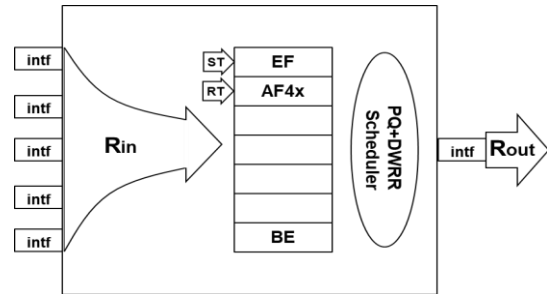 intf
intf
intf
intf
intf
Rin
ST
RT
EF
AF4x
BE
PQ+DWRR
Scheduler
intf
Rout